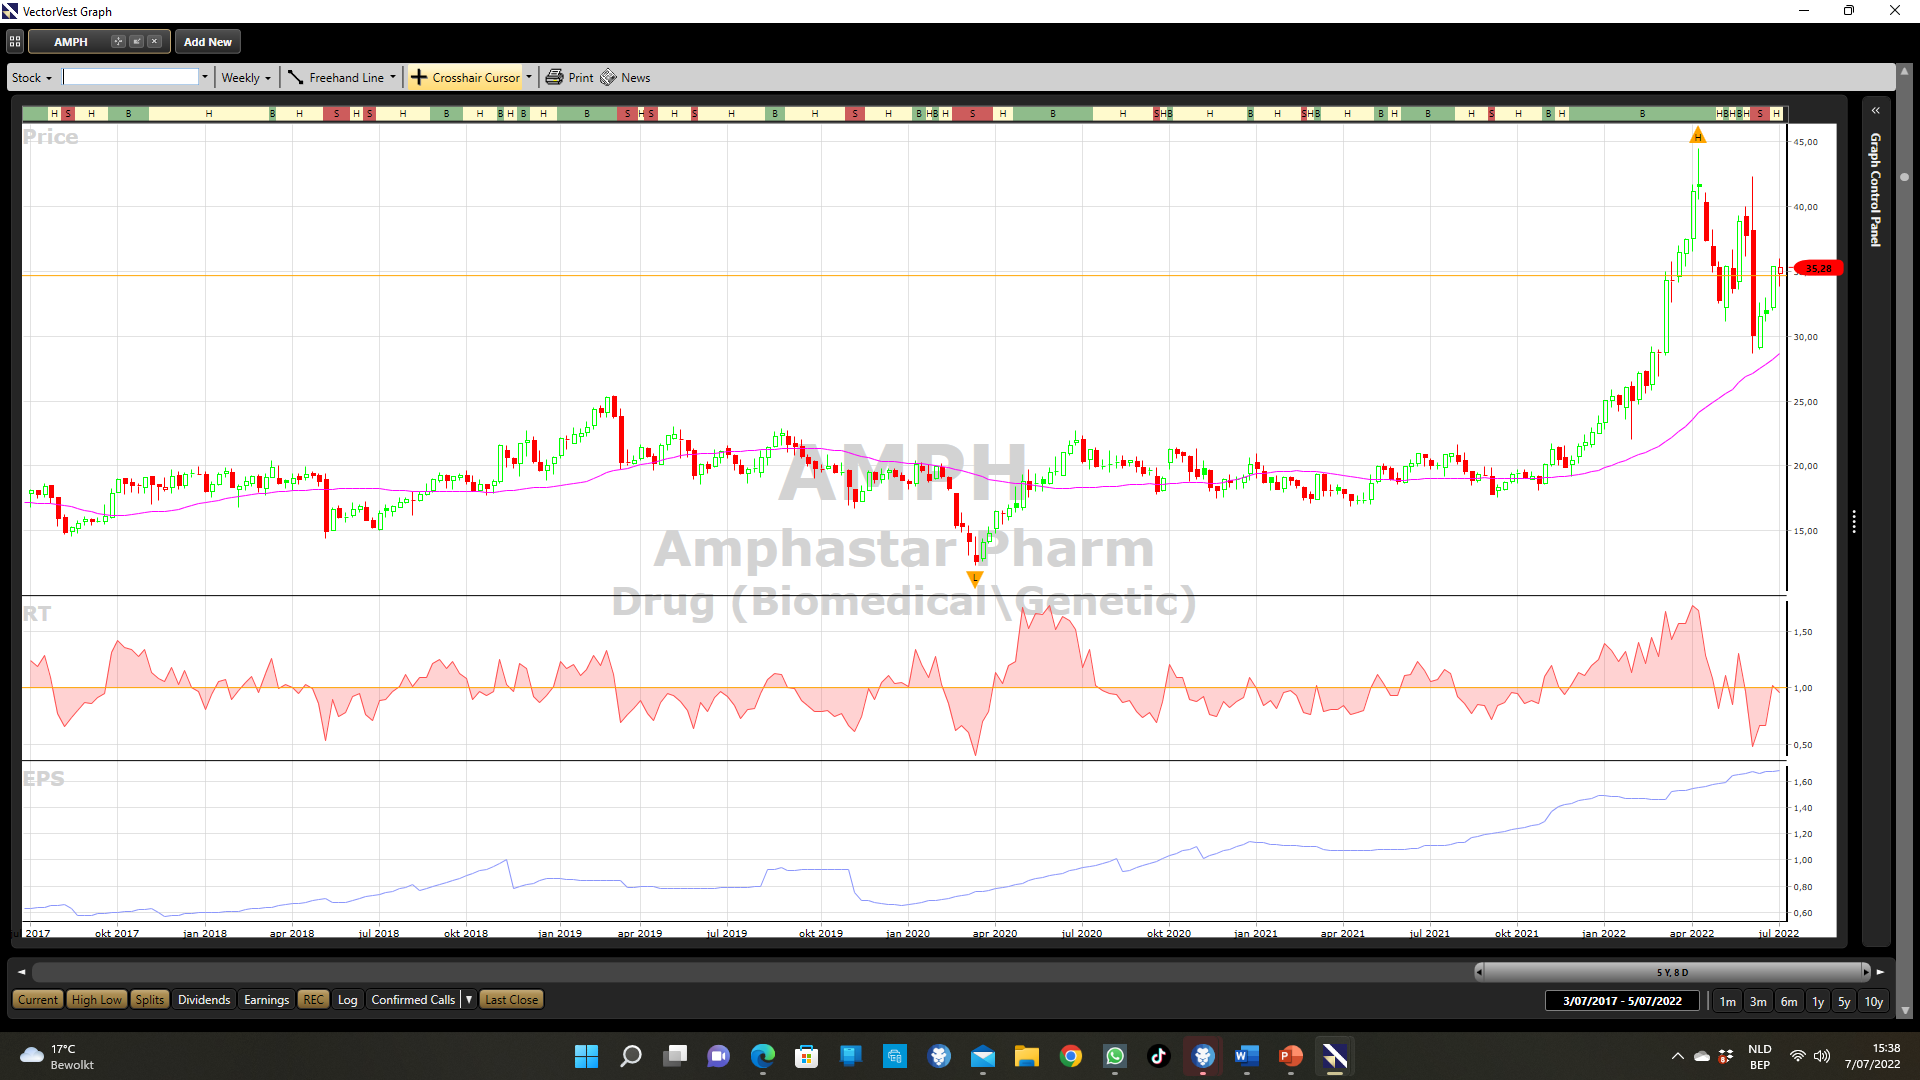 VectorVest Graph
AMPH Add New
Stock Weekly Freehand Line Crosshair Cursor Print News
H S H B H B H S H S H B H B H B H B S H S H S H B H S H B H B H S H B H S H B H B H S H B H B H B H S H B H B H B H B H S H
Price
45,00
40,00
35,28
30,00
25,00
20,00
15,00
H
L
AMPH
Amphastar Pharm
Drug (Biomedical\Genetic)
RT
1,50
1,00
0,50
EPS
1,60
1,40
1,20
1,00
0,80
0,60
2017 okt 2017 jan 2018 apr 2018 jul 2018 okt 2018 jan 2019 apr 2019 jul 2019 okt 2019 jan 2020 apr 2020 jul 2020 okt 2020 jan 2021 apr 2021 jul 2021 okt 2021 jan 2022 apr 2022 jul 2022
Graph Control Panel
5 Y, 8 D
Current High Low Splits Dividends Earnings REC Log Confirmed Calls Last Close 3/07/2017 - 5/07/2022 1m 3m 6m 1y 5y 10y
17°C
Bewolkt
NLD
BEP
15:38
7/07/2022